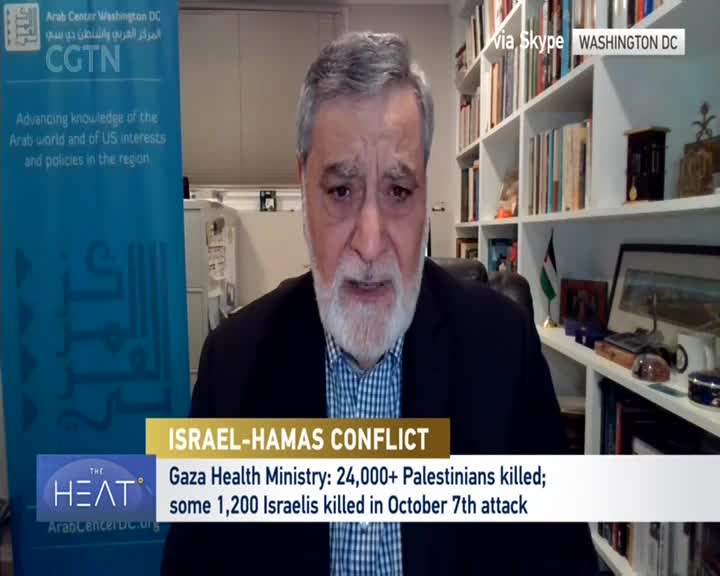 Arab Center Washington DC
المركز العربي واشنطن دي سي
CGTN
Advancing knowledge of the
Arab world and of US interests
and policies in the region.
via Skype
WASHINGTON DC
ISRAEL-HAMAS CONFLICT
THE
HEAT
Gaza Health Ministry: 24,000+ Palestinians killed;
some 1,200 Israelis killed in October 7th attack
ArabCenterDC.org